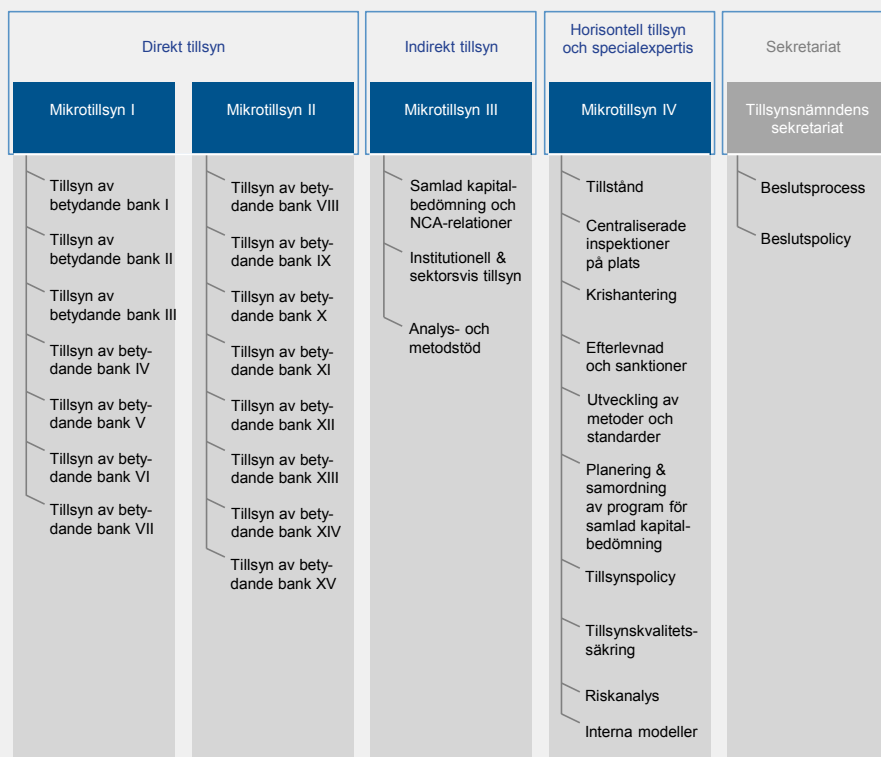 Direkt tillsyn
Indirekt tillsyn
Horisontell tillsyn
och specialexpertis
Sekretariat
Mikrotillsyn I
Mikrotillsyn II
Mikrotillsyn III
Mikrotillsyn IV
Tillsynsnämndens
sekretariat
Tillsyn av
betydande bank I
Tillsyn av
betydande bank II
Tillsyn av
betydande bank III
Tillsyn av bety-
dande bank IV
Tillsyn av bety-
dande bank V
Tillsyn av bety-
dande bank VI
Tillsyn av bety-
dande bank VII
Tillsyn av bety-
dande bank VIII
Tillsyn av bety-
dande bank IX
Tillsyn av bety-
dande bank X
Tillsyn av bety-
dande bank XI
Tillsyn av bety-
dande bank XII
Tillsyn av bety-
dande bank XIII
Tillsyn av bety-
dande bank XIV
Tillsyn av bety-
dande bank XV
Samlad kapital-
bedömning och
NCA-relationer
Institutionell &
sektorsvis tillsyn
Analys- och
metodstöd
Tillstånd
Centraliserade
inspektioner
på plats
Krishantering
Efterlevnad
och sanktioner
Utveckling av
metoder och
standarder
Planering &
samordning
av program för
samlad kapital-
bedömning
Tillsynspolicy
Tillsynskvalitets-
säkring
Riskanalys
Interna modeller
Beslutsprocess
Beslutspolicy